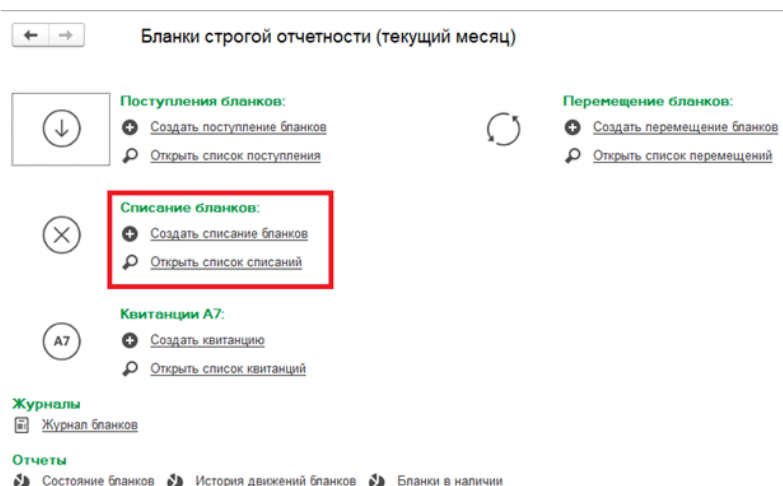 Бланки строгой отчетности (текущий месяц)
Поступления бланков:
Создать поступление бланков
Открыть список поступления
Перемещение бланков:
Создать перемещение бланков
Открыть список перемещений
Списание бланков:
Создать списание бланков
Открыть список списаний
Квитанции А7:
А7
Создать квитанцию
Открыть список квитанций
Журналы
Журнал бланков
Отчеты
Состояние бланков История движений бланков Бланки в наличии